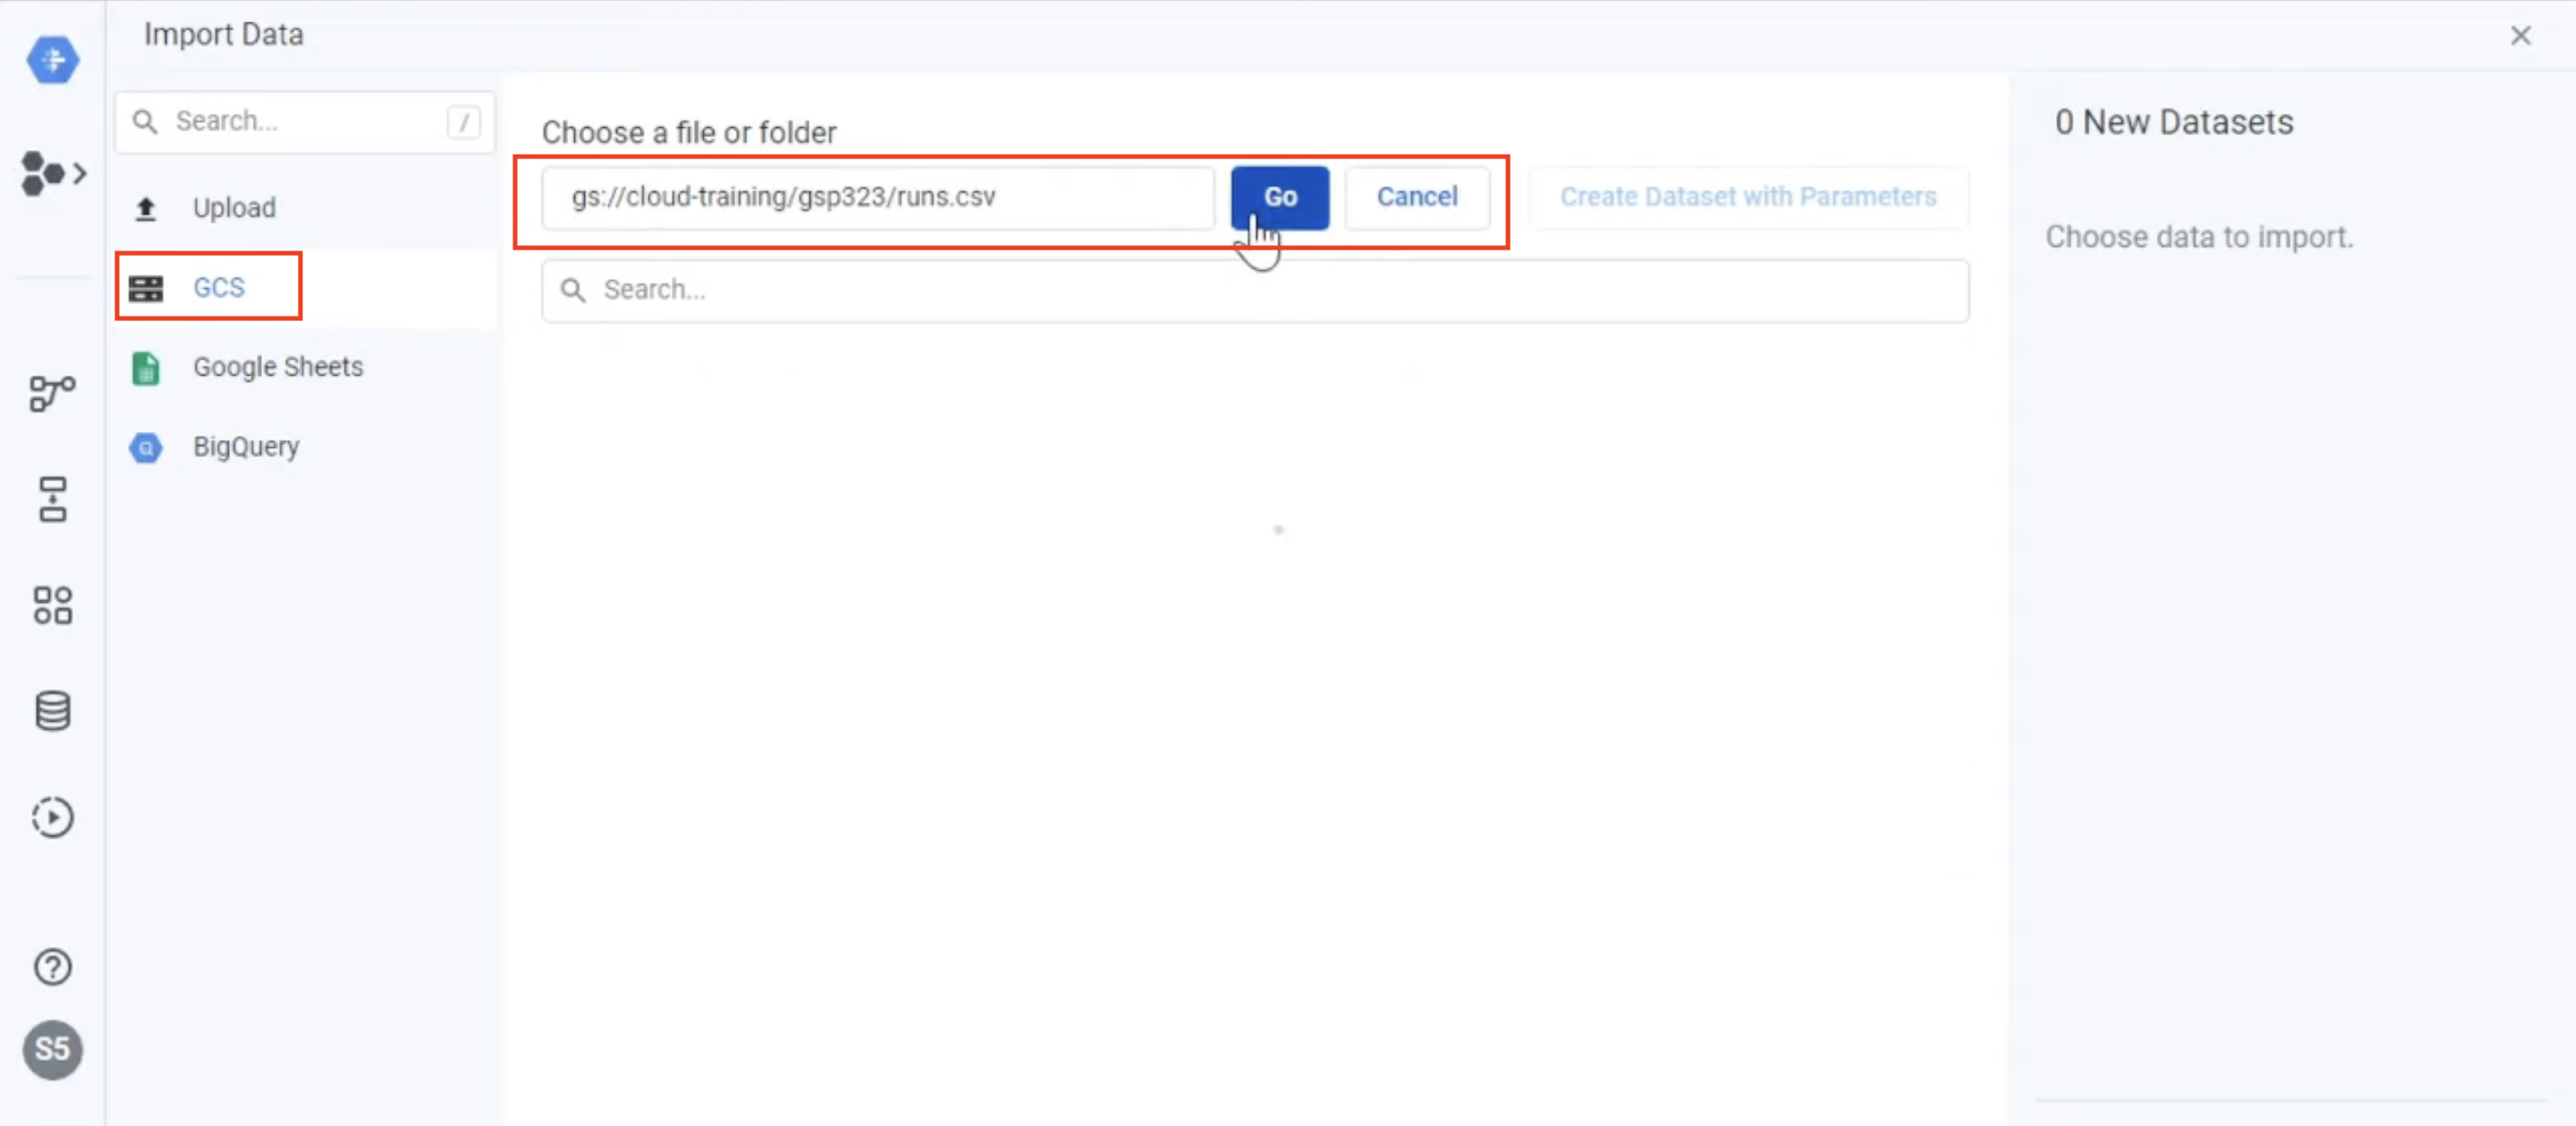 Import Data
Search...
/
Upload
GCS
Google Sheets
BigQuery
S5
Choose a file or folder
gs://cloud-training/gsp323/runs.csv
Go
Cancel
Create Dataset with Parameters
Search...
0 New Datasets
Choose data to import.